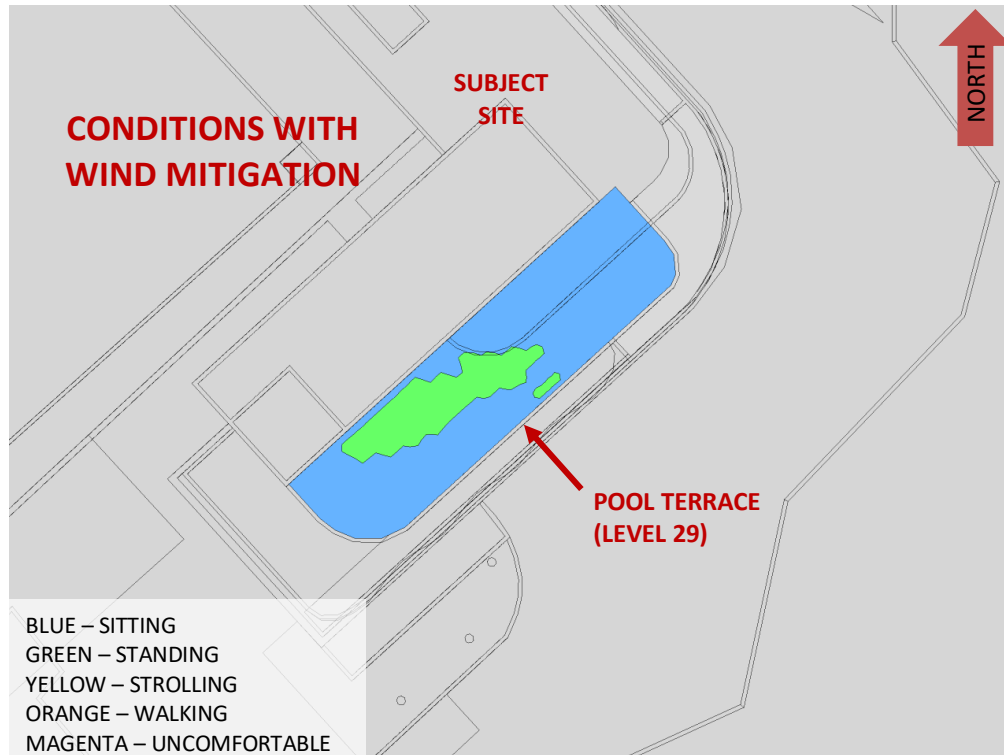 CONDITIONS WITH
WIND MITIGATION
SUBJECT
SITE
NORTH
POOL TERRACE
(LEVEL 29)
BLUE – SITTING
GREEN – STANDING
YELLOW – STROLLING
ORANGE – WALKING
MAGENTA – UNCOMFORTABLE